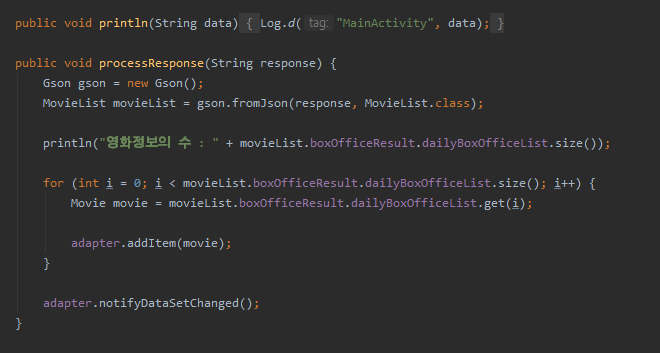 public void println(String data) { Log.d( tag: "MainActivity", data); }
public void processResponse(String response) {
Gson gson = new Gson();
MovieList movieList = gson.fromJson(response, MovieList.class);
println("영화정보의 수 : " + movieList.boxOfficeResult.dailyBoxOfficeList.size());
for (int i = 0; i < movieList.boxOfficeResult.dailyBoxOfficeList.size(); i++) {
Movie movie = movieList.boxOfficeResult.dailyBoxOfficeList.get(i);
adapter.addItem(movie);
}
adapter.notifyDataSetChanged();
}